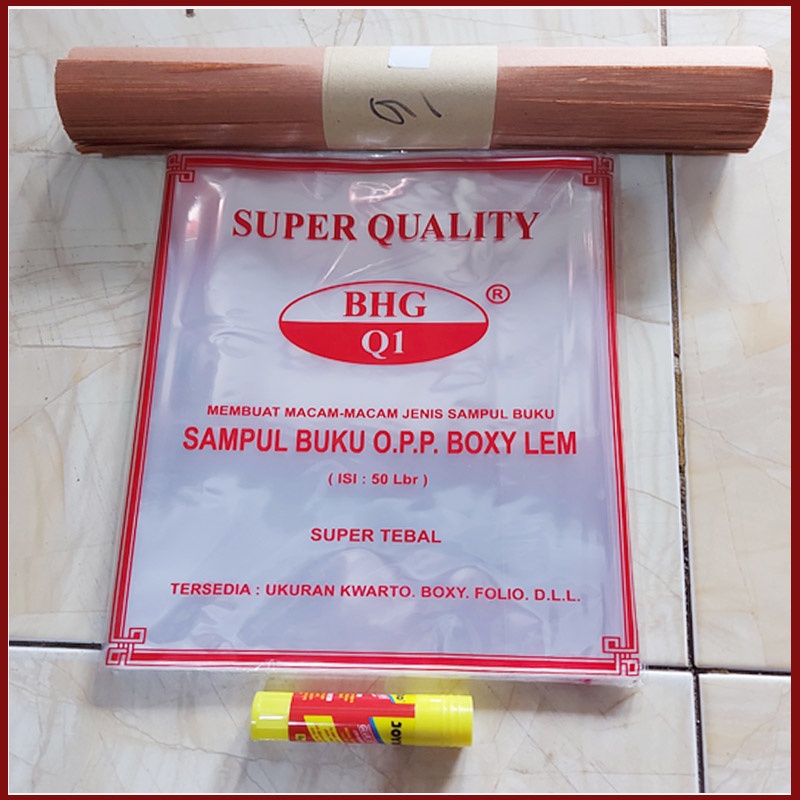 SUPER QUALITY
BHG ®
Q1
MEMBUAT MACAM-MACAM JENIS SAMPUL BUKU
SAMPUL BUKU O.P.P. BOXY LEM
( ISI : 50 Lbr )
SUPER TEBAL
TERSEDIA : UKURAN KWARTO. BOXY. FOLIO. D.L.L.